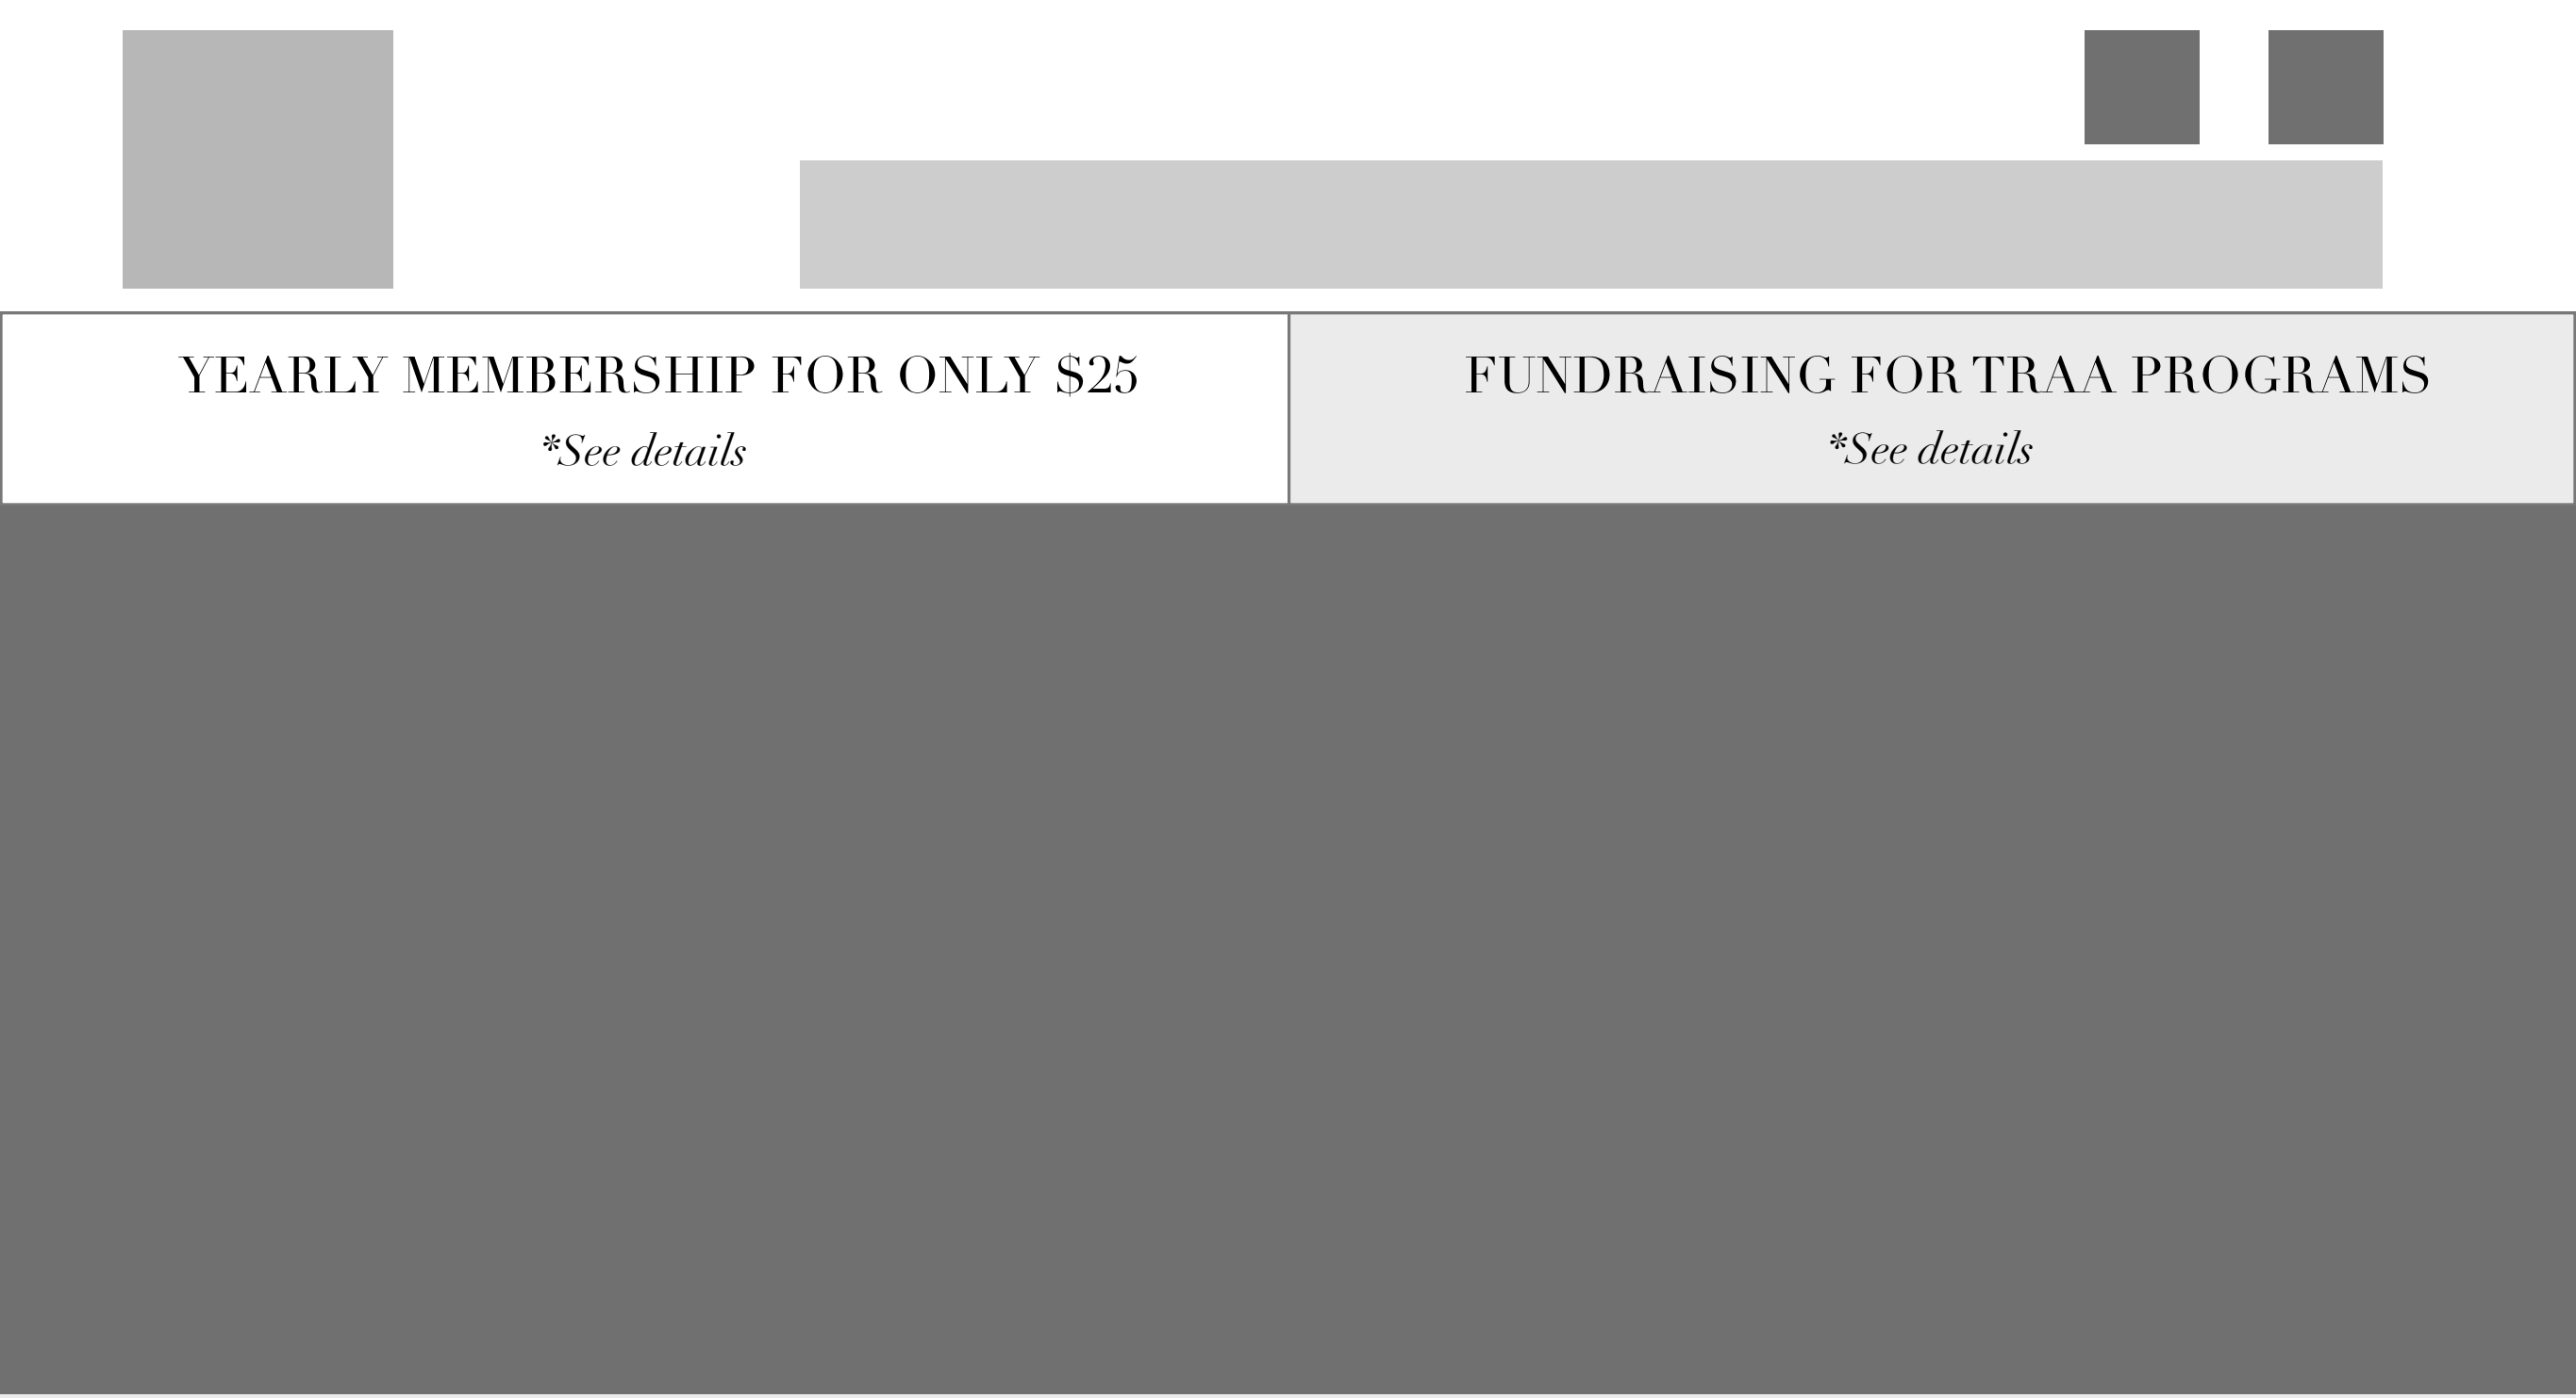 YEARLY MEMBERSHIP FOR ONLY $25
*See details
FUNDRAISING FOR TRAA PROGRAMS
*See details